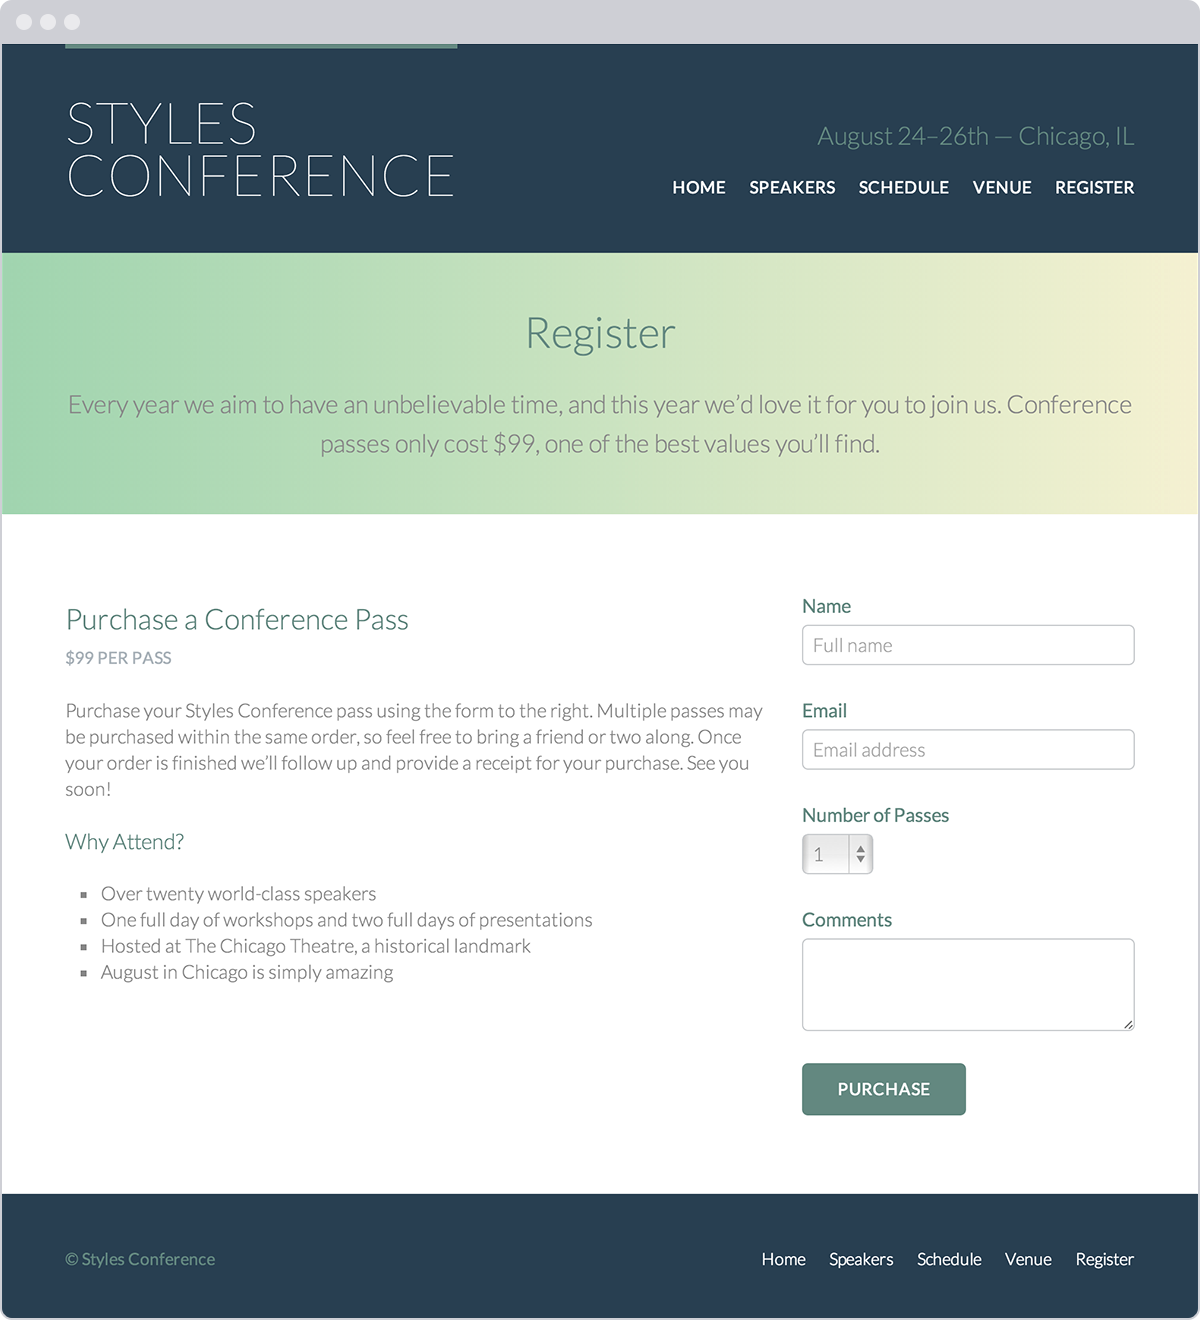 STYLES
CONFERENCE
August 24–26th — Chicago, IL
HOME SPEAKERS SCHEDULE VENUE REGISTER
Register
Every year we aim to have an unbelievable time, and this year we’d love it for you to join us. Conference
passes only cost $99, one of the best values you’ll find.
Purchase a Conference Pass
$99 PER PASS
Purchase your Styles Conference pass using the form to the right. Multiple passes may
be purchased within the same order, so feel free to bring a friend or two along. Once
your order is finished we’ll follow up and provide a receipt for your purchase. See you
soon!
Why Attend?
Over twenty world-class speakers
One full day of workshops and two full days of presentations
Hosted at The Chicago Theatre, a historical landmark
August in Chicago is simply amazing
Name
Full name
Email
Email address
Number of Passes
1
Comments
PURCHASE
© Styles Conference
Home Speakers Schedule Venue Register